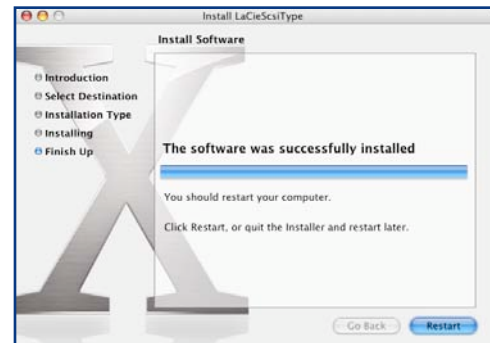 Install LaCieScsiType
Install Software
Introduction
Select Destination
Installation Type
Installing
Finish Up
The software was successfully installed
You should restart your computer.
Click Restart, or quit the Installer and restart later.
Go Back
Restart